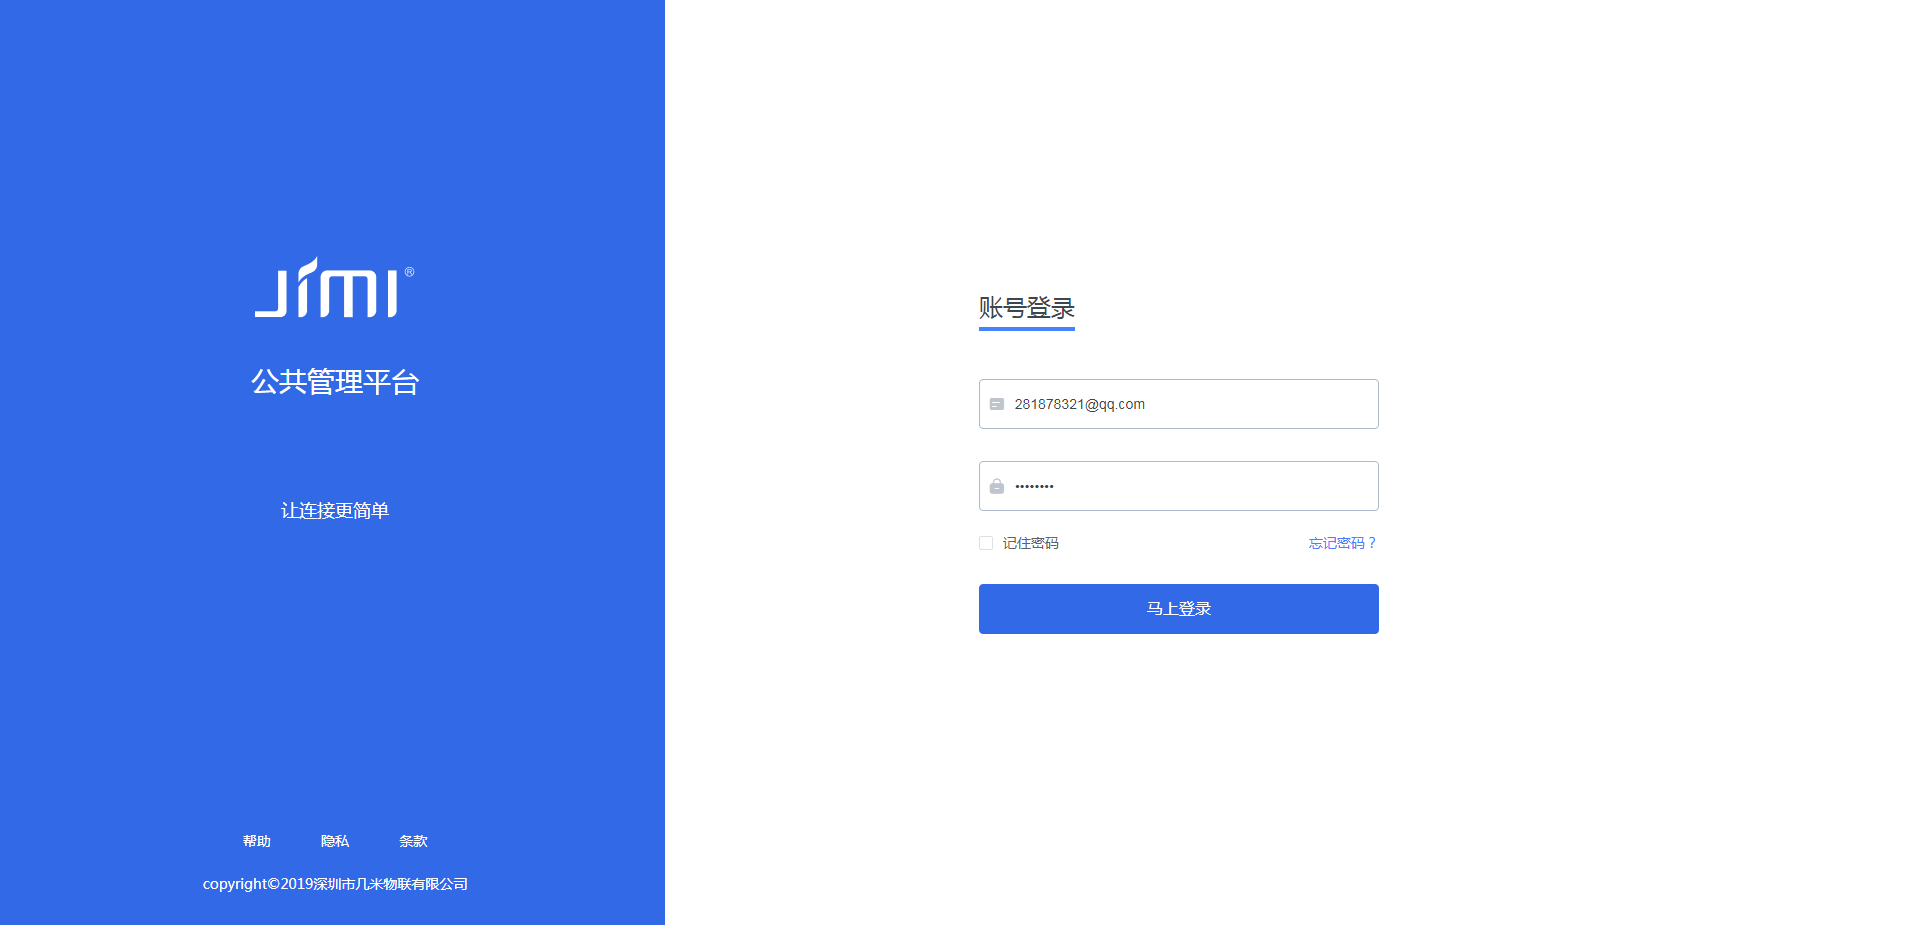 JIMI®
公共管理平台
让连接更简单
帮助 隐私 条款
copyright©2019深圳市几米物联有限公司
账号登录
281878321@qq.com
••••••••
记住密码 忘记密码？
马上登录